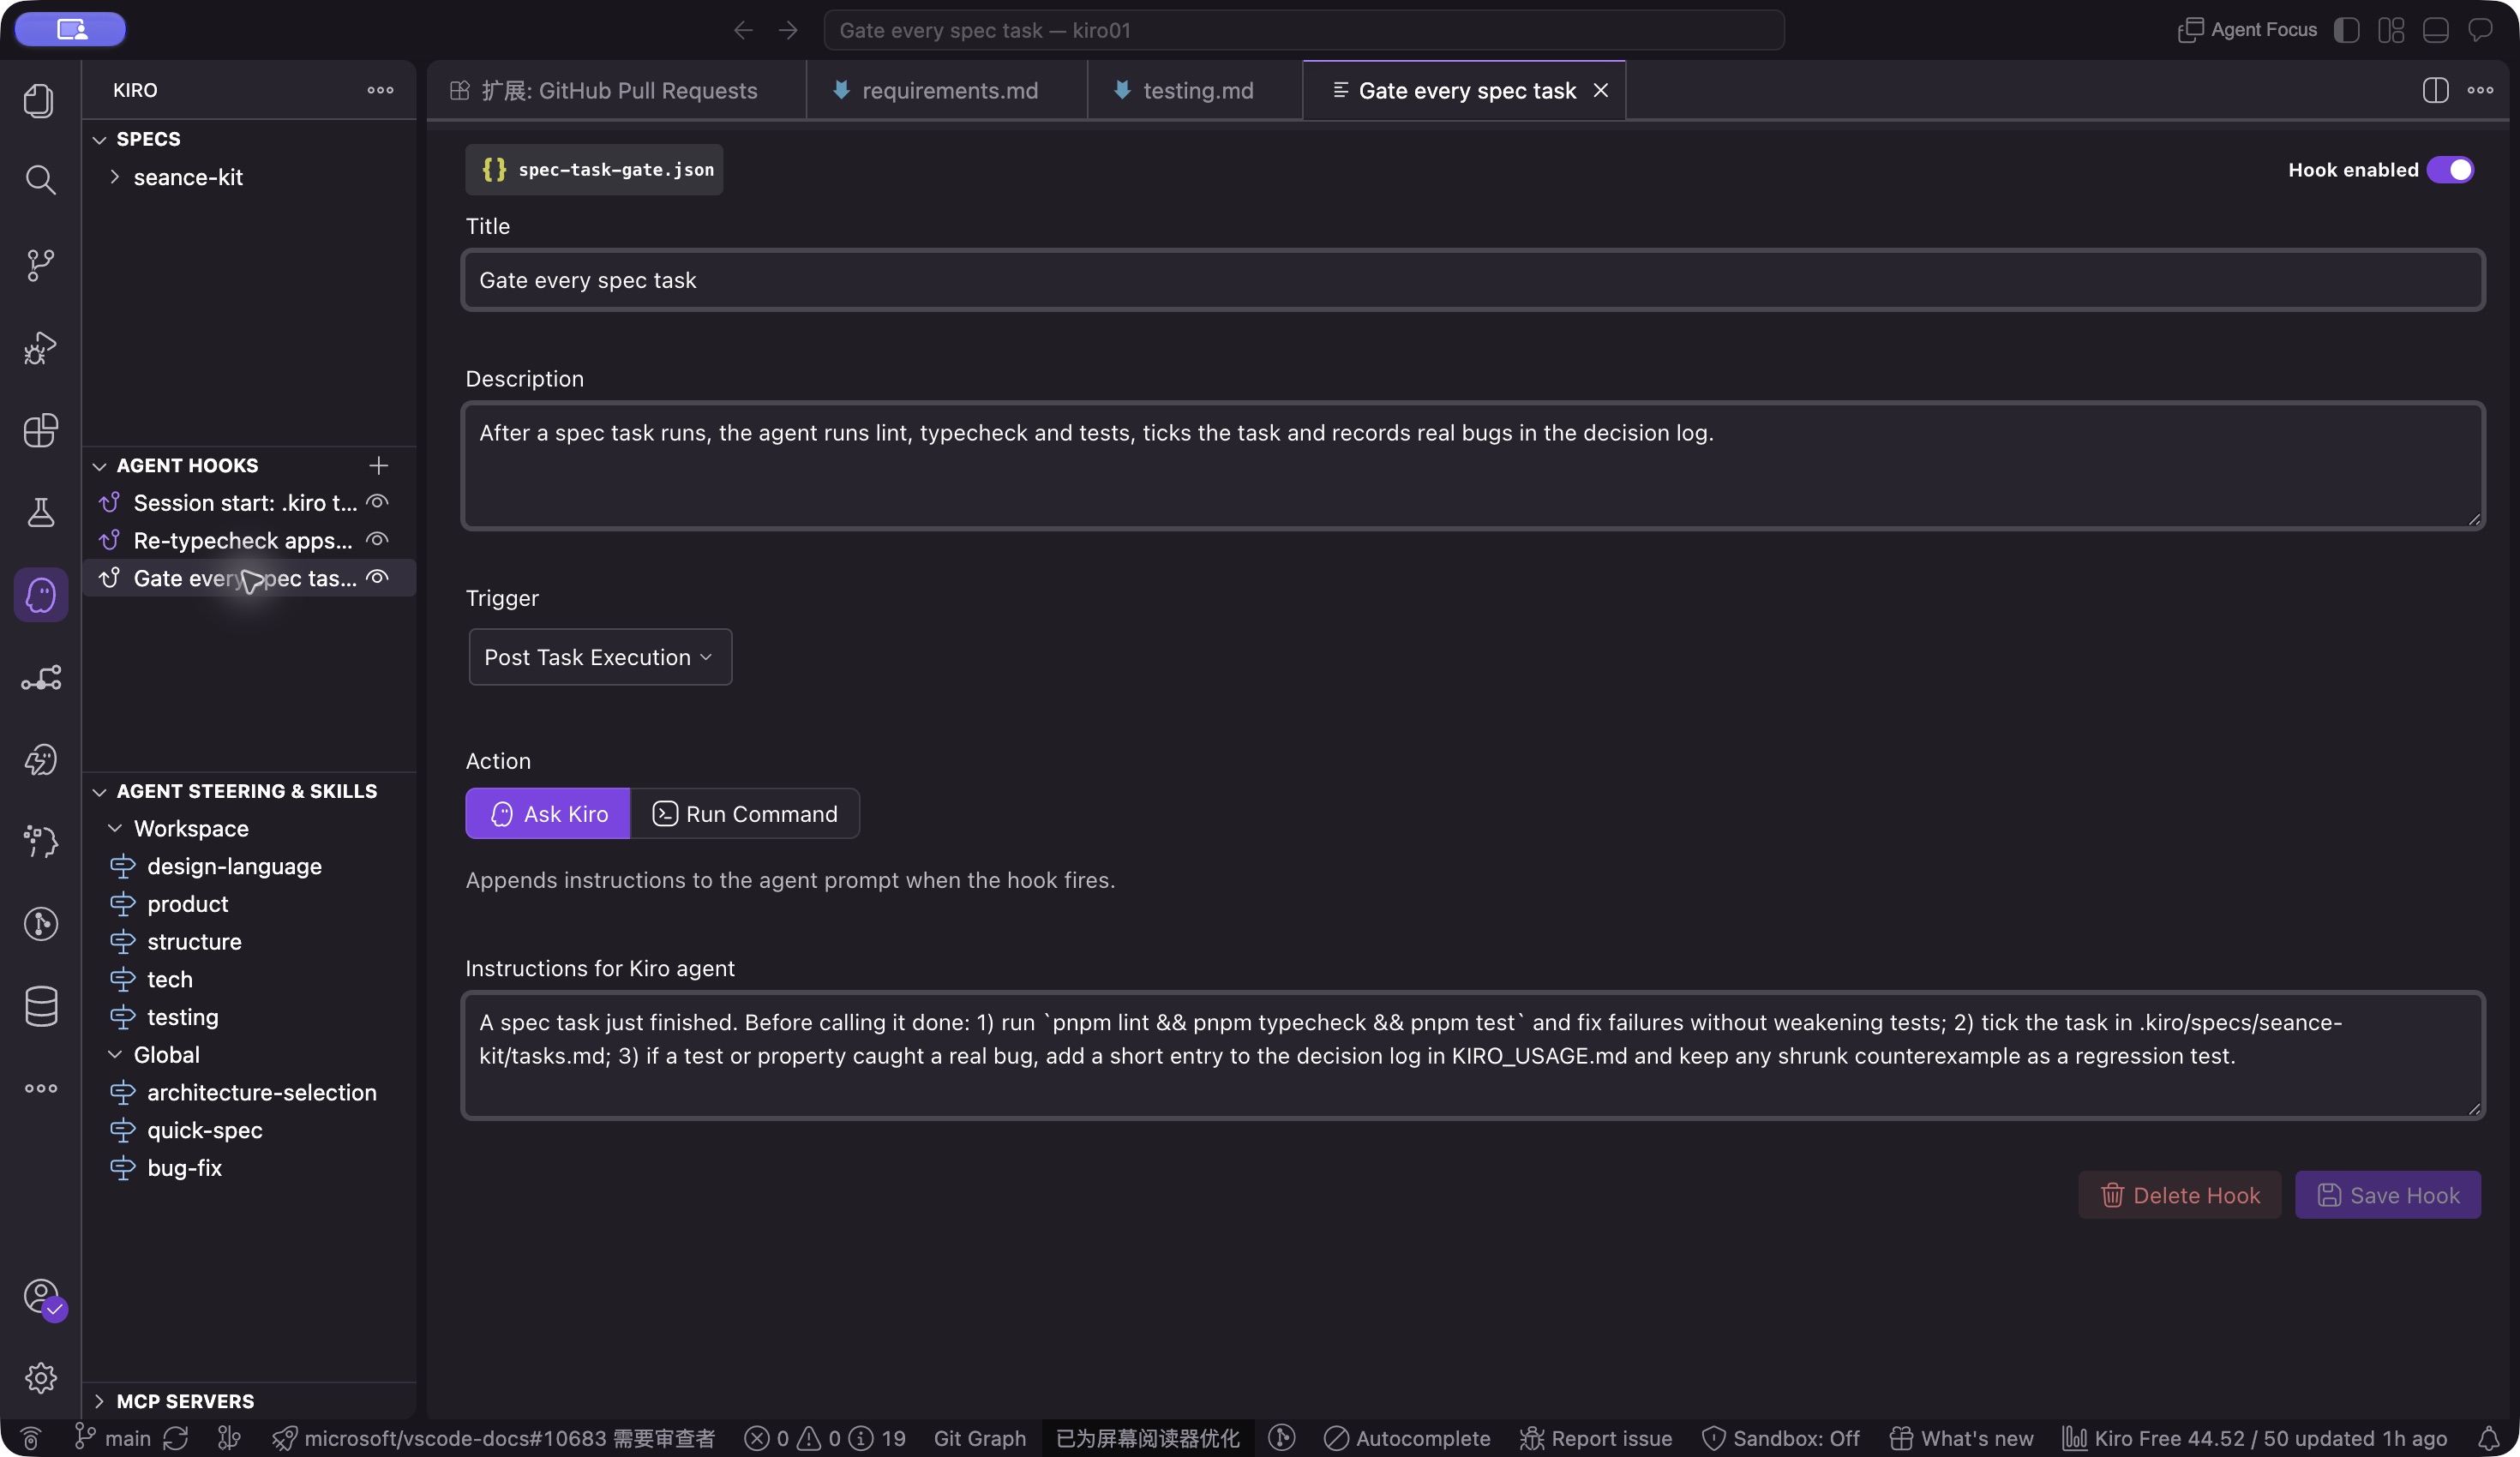 Gate every spec task — kiro01
Agent Focus
KIRO
扩展: GitHub Pull Requests
requirements.md
testing.md
Gate every spec task
SPECS
seance-kit
AGENT HOOKS
Session start: .kiro t...
Re-typecheck apps...
Gate every spec tas...
AGENT STEERING & SKILLS
Workspace
design-language
product
structure
tech
testing
Global
architecture-selection
quick-spec
bug-fix
MCP SERVERS
{} spec-task-gate.json
Hook enabled
Title
Gate every spec task
Description
After a spec task runs, the agent runs lint, typecheck and tests, ticks the task and records real bugs in the decision log.
Trigger
Post Task Execution
Action
Ask Kiro
Run Command
Appends instructions to the agent prompt when the hook fires.
Instructions for Kiro agent
A spec task just finished. Before calling it done: 1) run `pnpm lint && pnpm typecheck && pnpm test` and fix failures without weakening tests; 2) tick the task in .kiro/specs/seance-
kit/tasks.md; 3) if a test or property caught a real bug, add a short entry to the decision log in KIRO_USAGE.md and keep any shrunk counterexample as a regression test.
Delete Hook
Save Hook
main
microsoft/vscode-docs#10683 需要审查者
0
0
19
Git Graph
已为屏幕阅读器优化
Autocomplete
Report issue
Sandbox: Off
What's new
Kiro Free 44.52 / 50 updated 1h ago